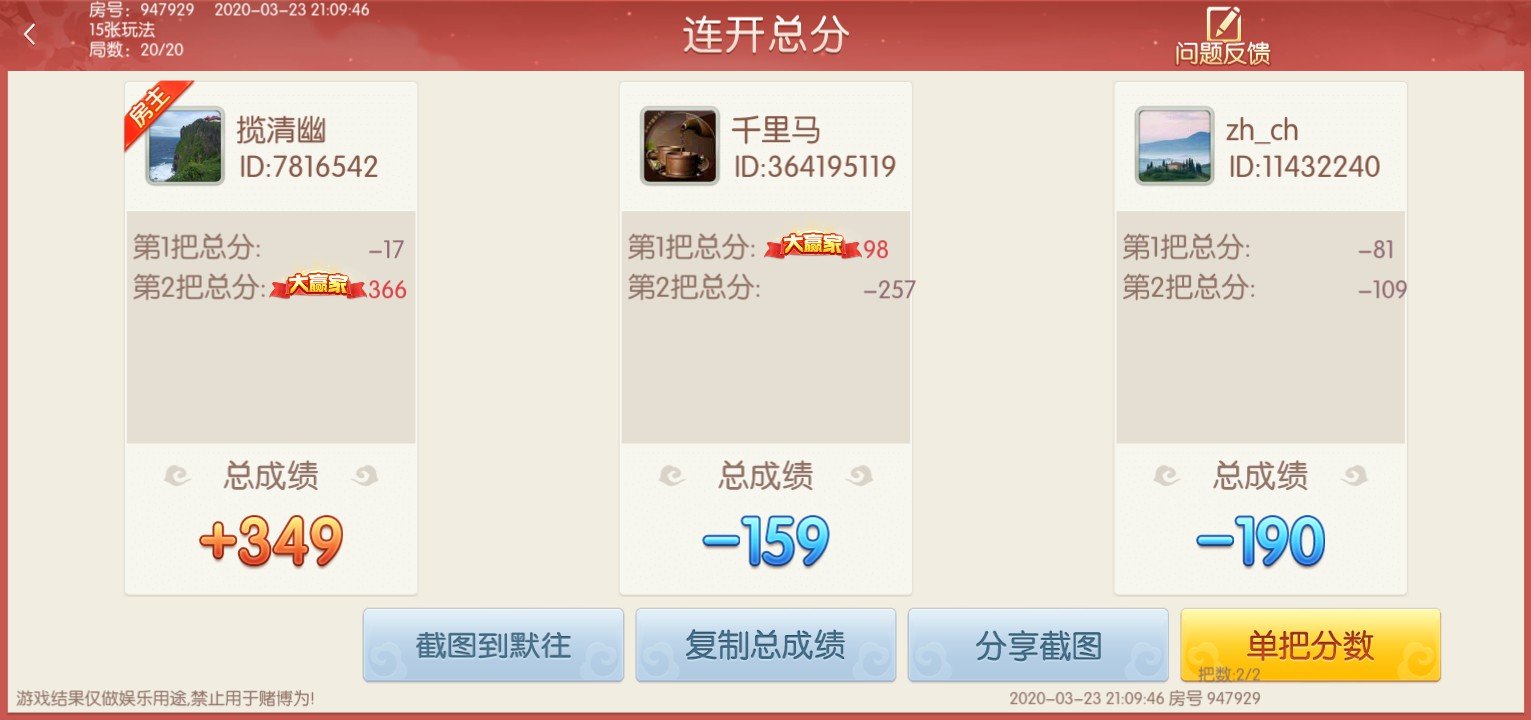 房号：947929 2020-03-23 21:09:46
15张玩法
局数：20/20
连开总分
问题反馈
房主
揽清幽
ID:7816542
第1把总分: -17
第2把总分: 大赢家 366
总成绩
+349
千里马
ID:364195119
第1把总分: 大赢家 98
第2把总分: -257
总成绩
-159
zh_ch
ID:11432240
第1把总分: -81
第2把总分: -109
总成绩
-190
截图到默往
复制总成绩
分享截图
单把分数
把数:2/2
游戏结果仅做娱乐用途,禁止用于赌博为!
2020-03-23 21:09:46 房号 947929